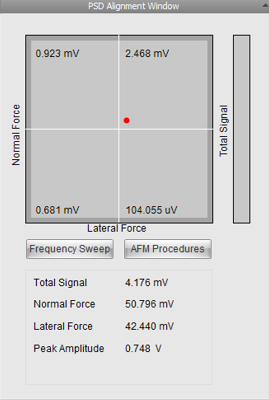 PSD Alignment Window
0.923 mV 2.468 mV
Normal Force
Total Signal
0.681 mV 104.055 uV
Lateral Force
Frequency Sweep AFM Procedures
Total Signal 4.176 mV
Normal Force 50.796 mV
Lateral Force 42.440 mV
Peak Amplitude 0.748 V